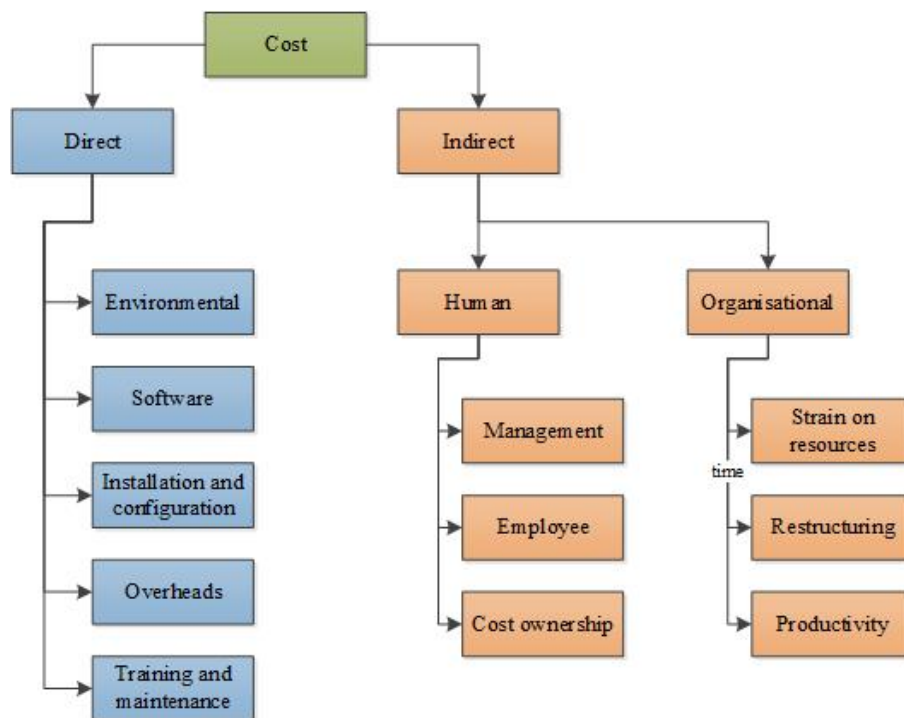 Cost
Direct
Indirect
Environmental
Human
Organisational
Software
Management
Strain on
resources
time
Installation and
configuration
Employee
Restructuring
Overheads
Cost ownership
Productivity
Training and
maintenance